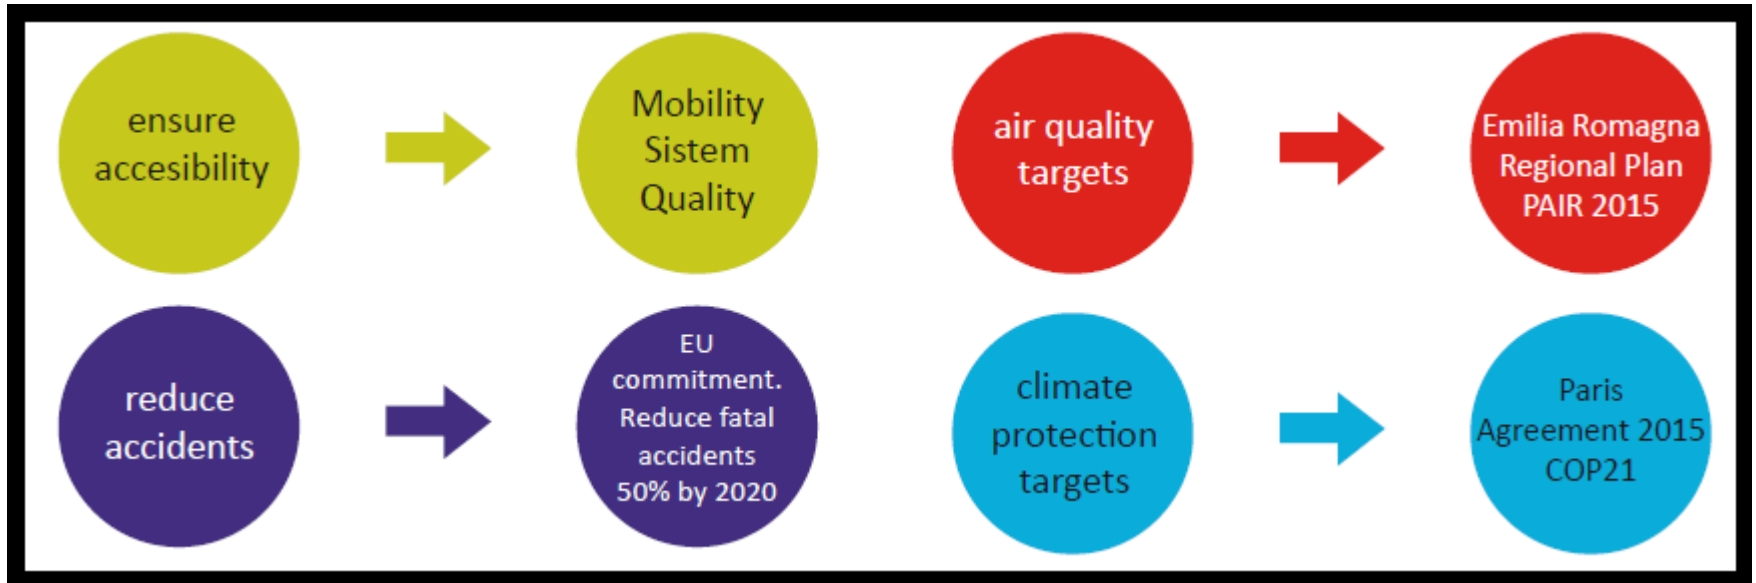 ensure
accesibility
Mobility
Sistem
Quality
air quality
targets
Emilia Romagna
Regional Plan
PAIR 2015
reduce
accidents
EU
commitment.
Reduce fatal
accidents
50% by 2020
climate
protection
targets
Paris
Agreement 2015
COP21